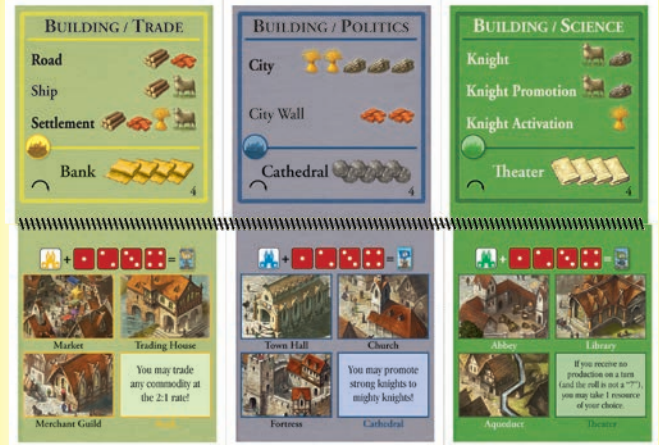 BUILDING / TRADE
Road
Ship
Settlement
Bank
4
BUILDING / POLITICS
City
City Wall
Cathedral
4
BUILDING / SCIENCE
Knight
Knight Promotion
Knight Activation
Theater
4
+ =
Market
Trading House
Merchant Guild
You may trade
any commodity at
the 2:1 rate!
Bank
+ =
Town Hall
Church
Fortress
You may promote
strong knights to
mighty knights!
Cathedral
+ =
Abbey
Library
Aqueduct
If you receive no
production on a turn
(and the roll is not a "7"),
you may take 1 resource
of your choice.
Theater